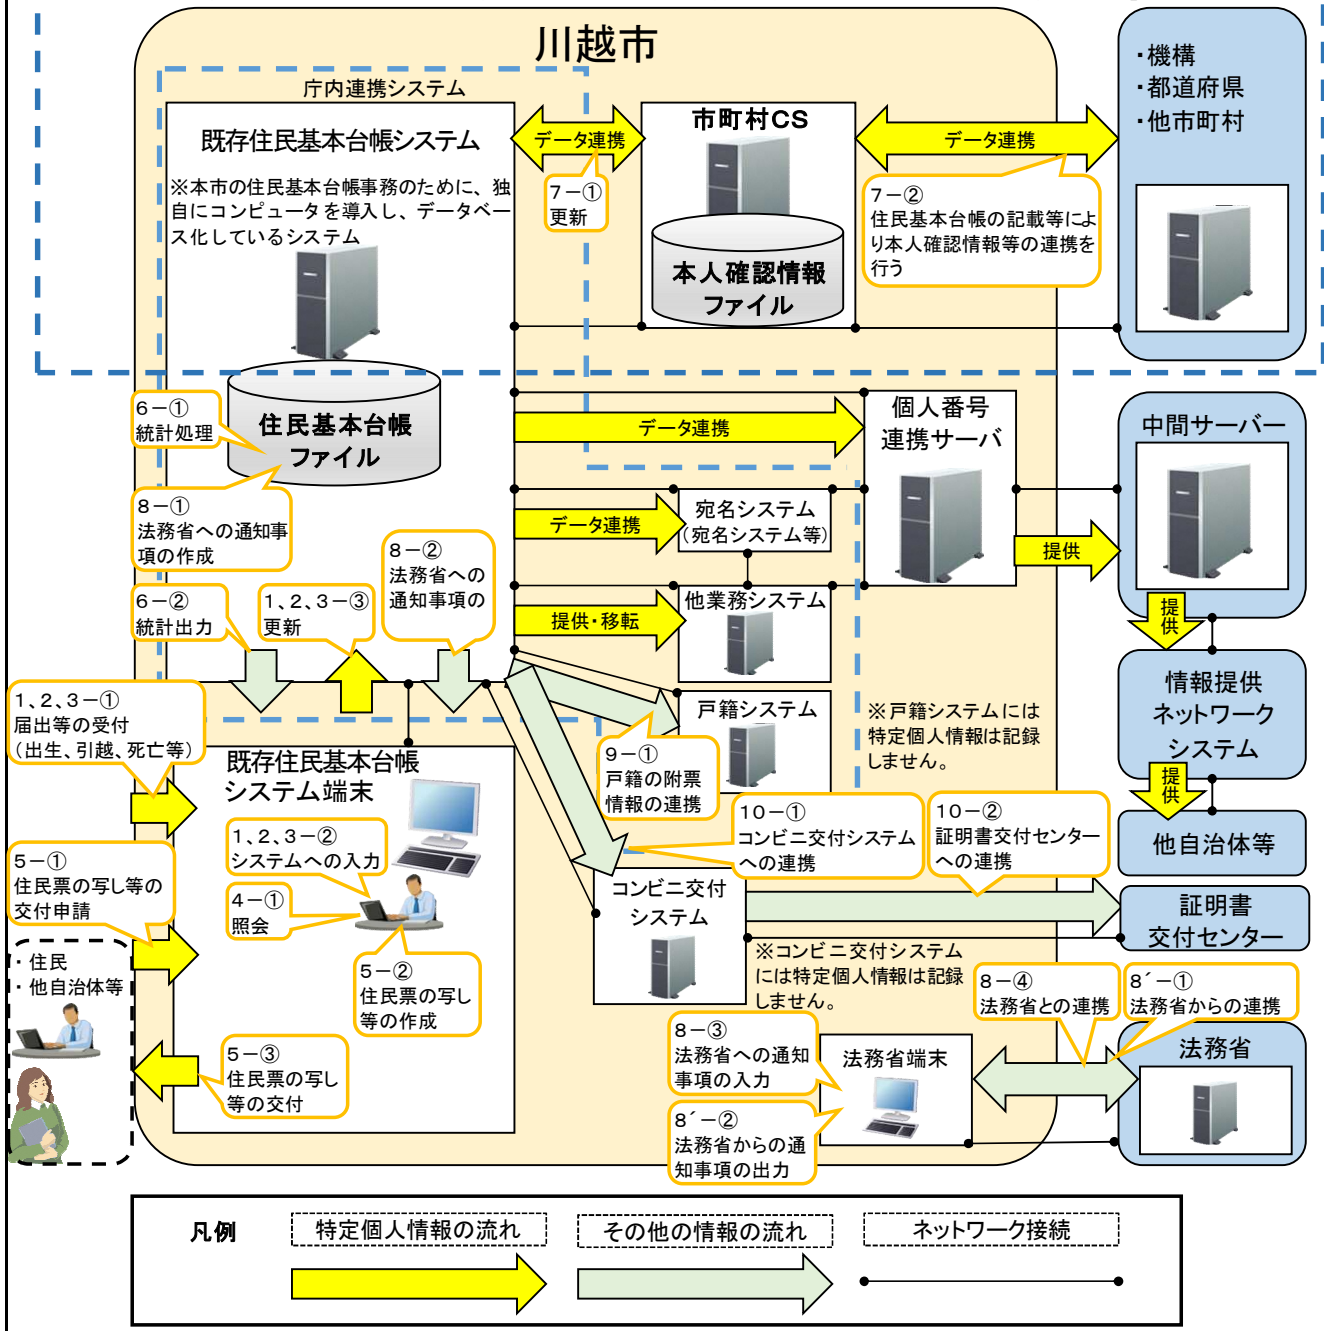 川越市
庁内連携システム
既存住民基本台帳システム
※本市の住民基本台帳事務のために、独
自にコンピュータを導入し、データベー
ス化しているシステム
データ連携
7－①
更新
市町村CS
本人確認情報
ファイル
データ連携
7－②
住民基本台帳の記載等によ
り本人確認情報等の連携を
行う
・機構
・都道府県
・他市町村
6－①
統計処理
住民基本台帳
ファイル
8－①
法務省への通知事
項の作成
6－②
統計出力
1、2、3－③
更新
8－②
法務省への
通知事項の
データ連携
個人番号
連携サーバ
データ連携
宛名システム
（宛名システム等）
提供・移転
他業務システム
提供
中間サーバー
提供
情報提供
ネットワーク
システム
提供
他自治体等
戸籍システム
※戸籍システムには
特定個人情報は記録
しません。
9－①
戸籍の附票
情報の連携
1、2、3－①
届出等の受付
（出生、引越、死亡等）
既存住民基本台帳
システム端末
1、2、3－②
システムへの入力
4－①
照会
5－①
住民票の写し等の
交付申請
5－②
住民票の写し
等の作成
5－③
住民票の写し
等の交付
・住民
・他自治体等
10－①
コンビニ交付システム
への連携
10－②
証明書交付センター
への連携
コンビニ交付
システム
証明書
交付センター
※コンビニ交付システム
には特定個人情報は記録
しません。
8－③
法務省への通知
事項の入力
8´－②
法務省からの通
知事項の出力
法務省端末
8－④
法務省との連携
8´－①
法務省からの連携
法務省
凡例
特定個人情報の流れ
その他の情報の流れ
ネットワーク接続